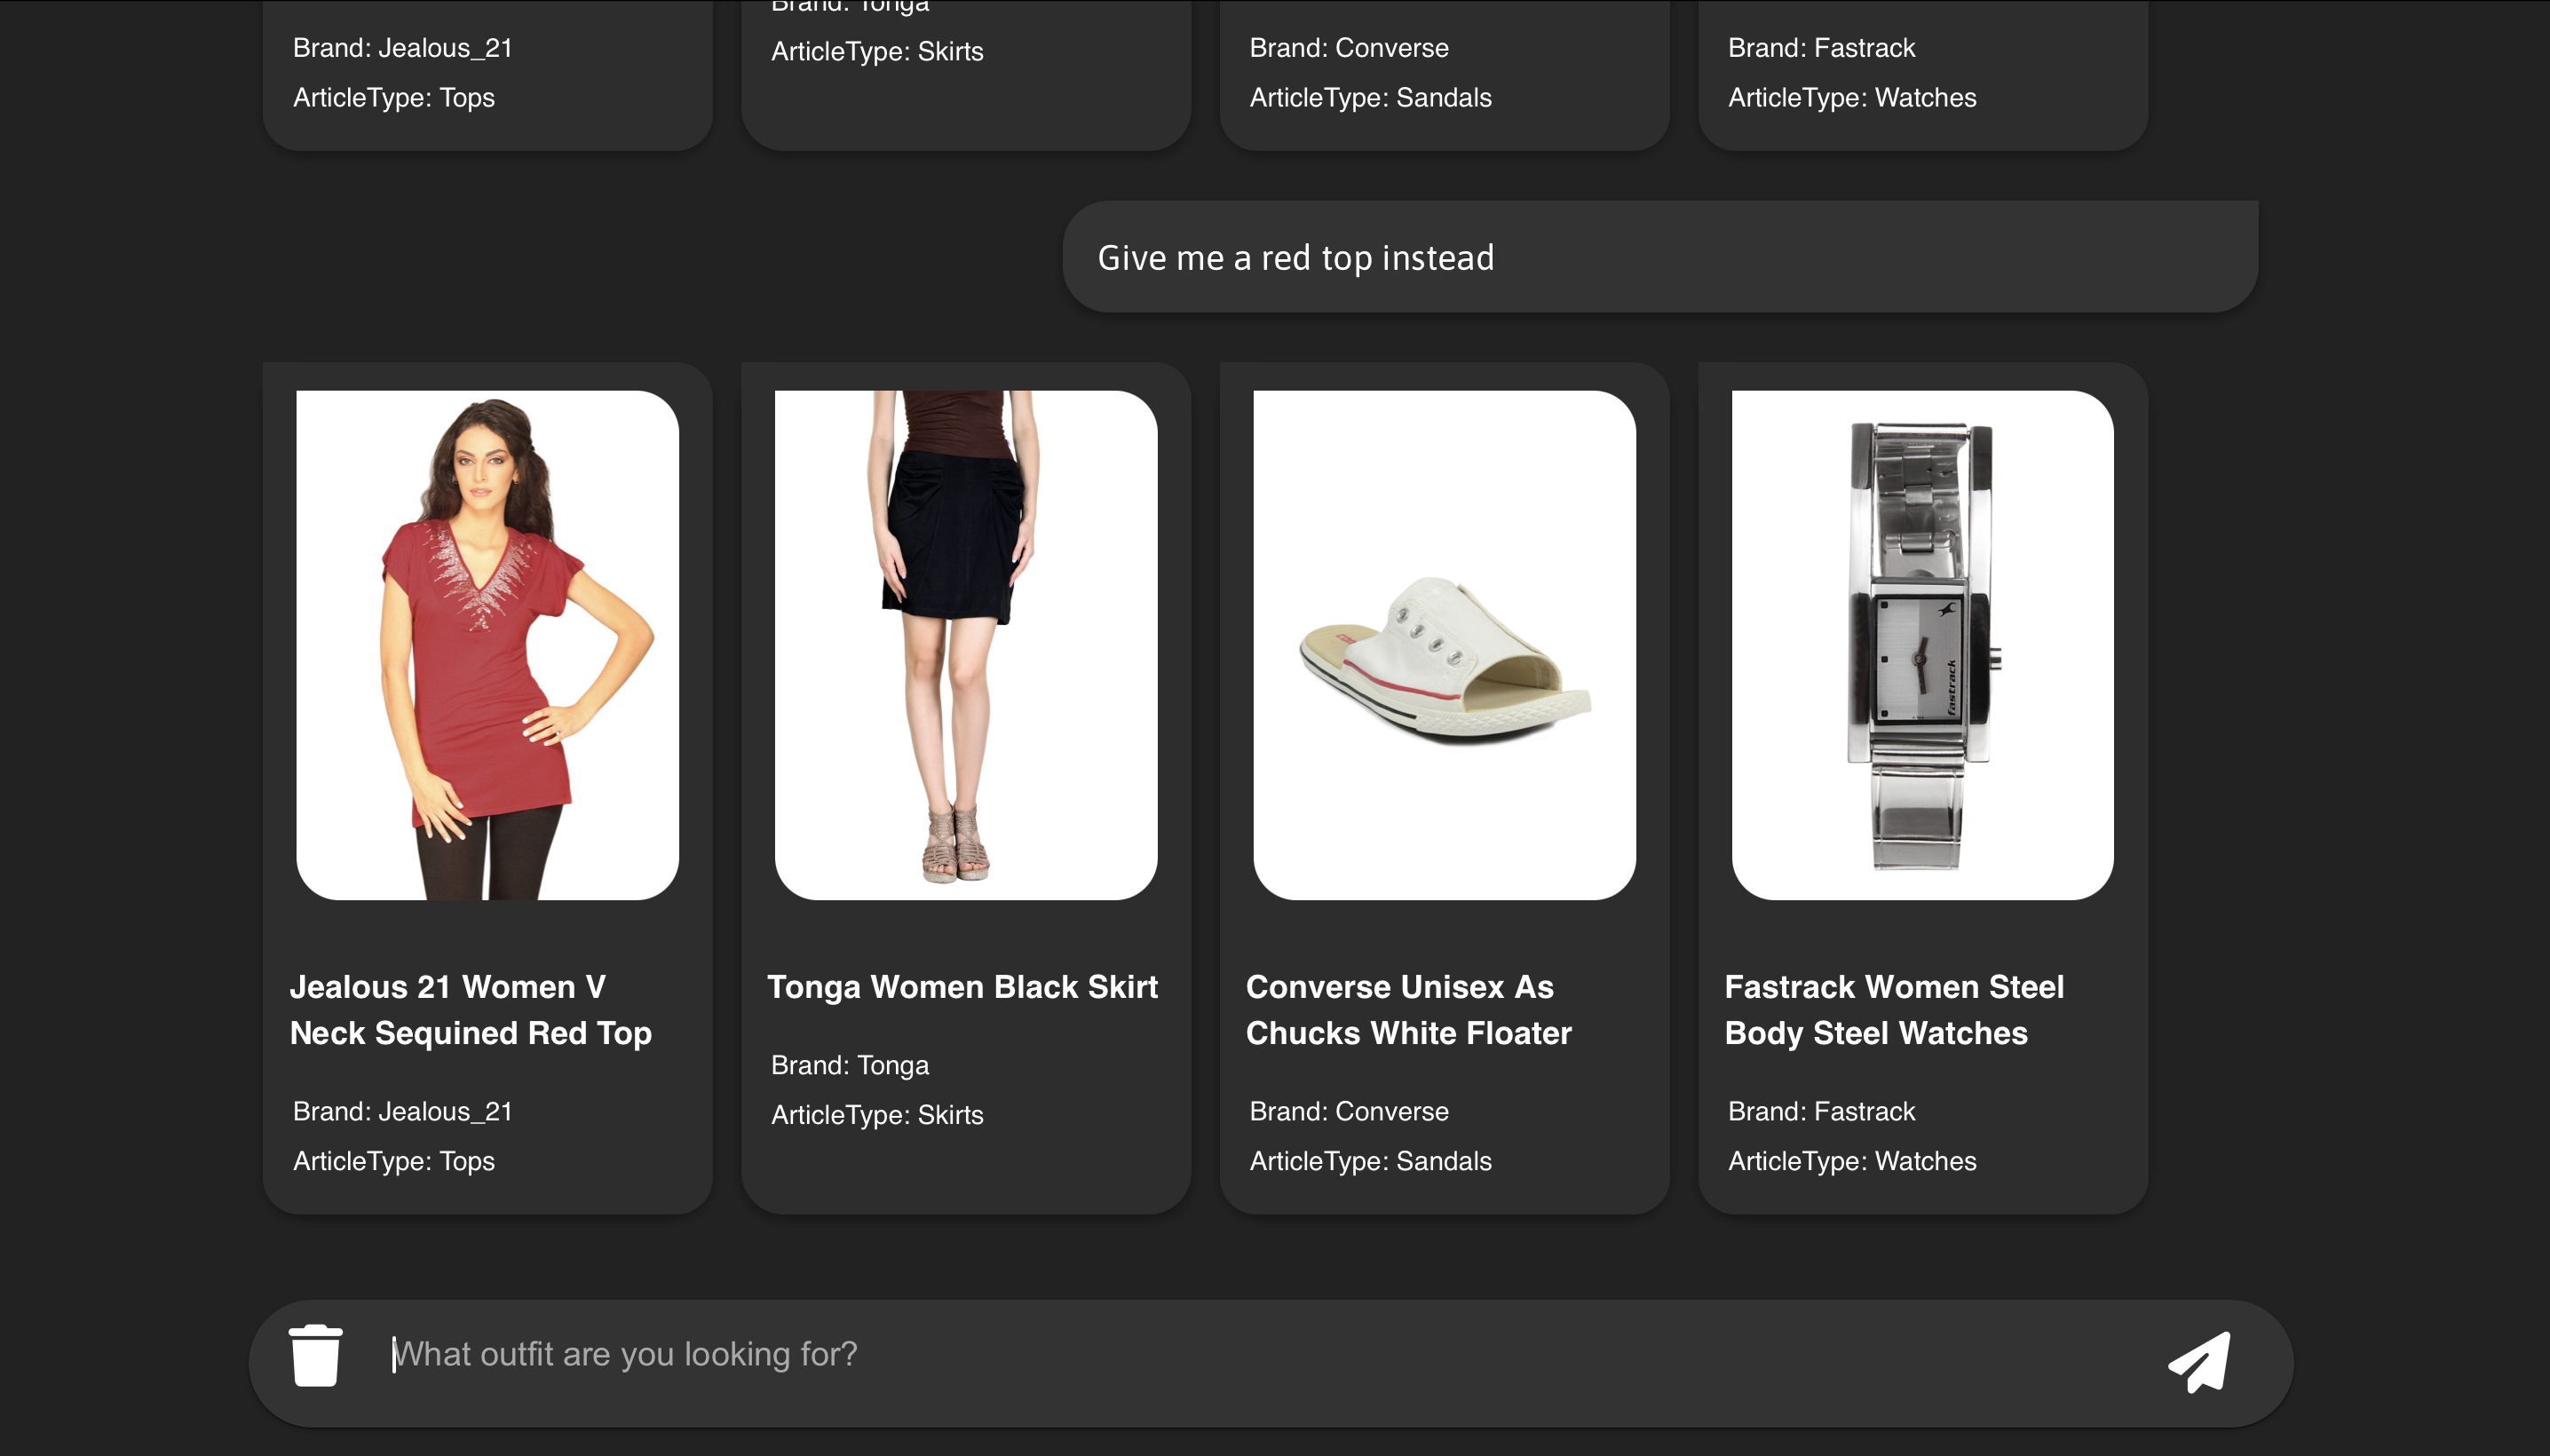 Brand: Tonga
Brand: Jealous_21
ArticleType: Skirts
Brand: Converse
Brand: Fastrack
ArticleType: Tops
ArticleType: Sandals
ArticleType: Watches
Give me a red top instead
fastrack
Jealous 21 Women V
Neck Sequined Red Top
Brand: Jealous_21
ArticleType: Tops
Tonga Women Black Skirt
Brand: Tonga
ArticleType: Skirts
Converse Unisex As
Chucks White Floater
Brand: Converse
ArticleType: Sandals
Fastrack Women Steel
Body Steel Watches
Brand: Fastrack
ArticleType: Watches
What outfit are you looking for?